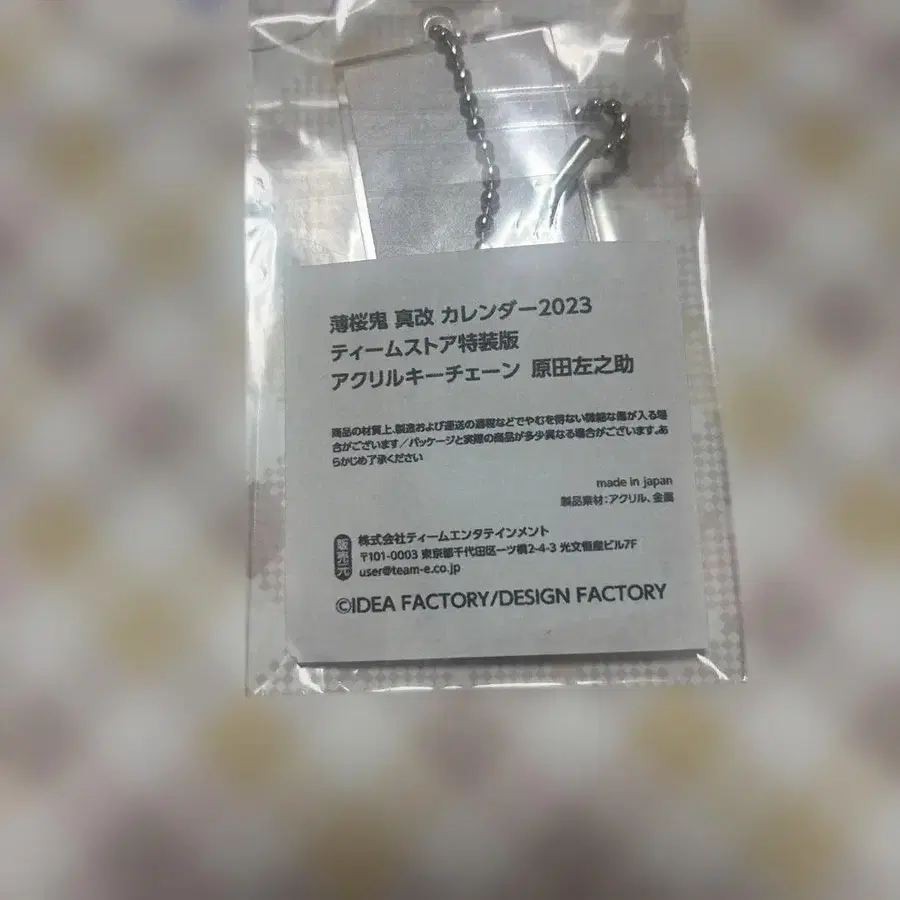 薄桜鬼 真改 カレンダー2023
ティームストア特装版
アクリルキーチェーン 原田左之助
商品の材質上、製造および運送の過程などでやむを得ない微細な傷が入る場
合がございます／パッケージと実際の商品が多少異なる場合がございます。あ
らかじめ了承ください
made in japan
製品素材：アクリル、金属
販売元
株式会社ティームエンタテインメント
〒101-0003 東京都千代田区一ツ橋2-4-3 光文恒産ビル7F
user@team-e.co.jp
©IDEA FACTORY/DESIGN FACTORY